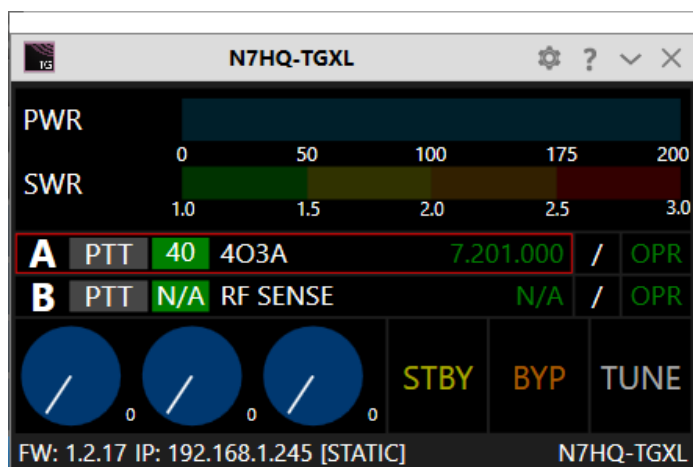 TG N7HQ-TGXL ?
PWR
0 50 100 175 200
SWR
1.0 1.5 2.0 2.5 3.0
A PTT 40 4O3A 7.201.000 / OPR
B PTT N/A RF SENSE N/A / OPR
0 0 0 STBY BYP TUNE
FW: 1.2.17 IP: 192.168.1.245 [STATIC] N7HQ-TGXL